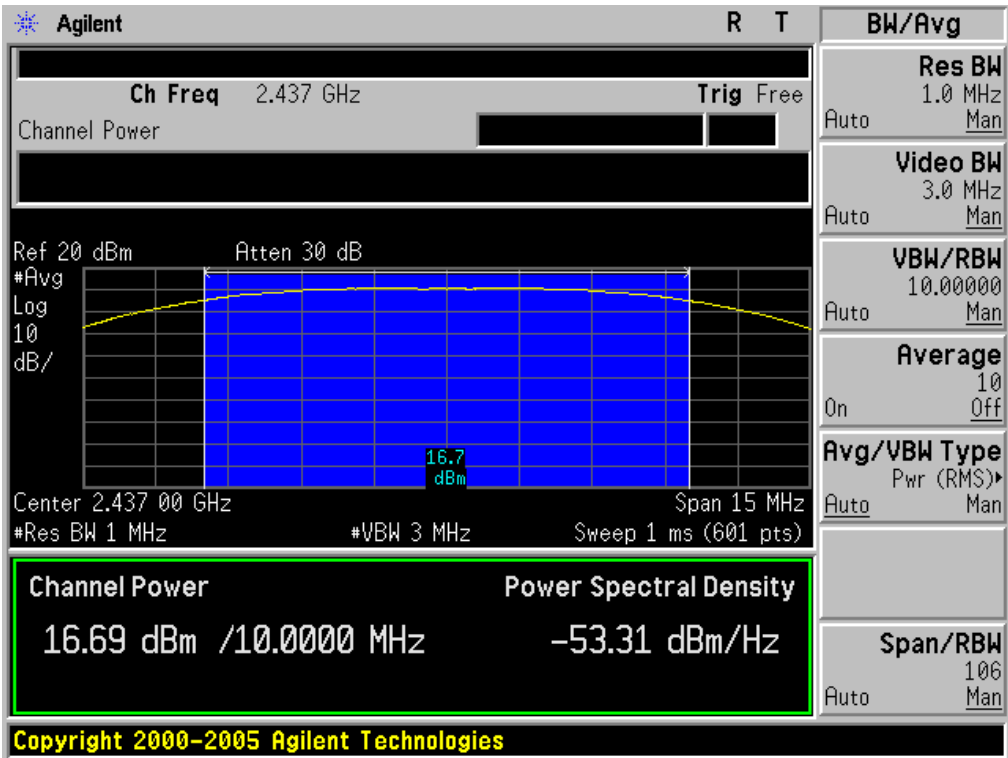 Agilent R T BW/Avg
Ch Freq 2.437 GHz Trig Free
Channel Power
Ref 20 dBm Atten 30 dB
#Avg
Log
10
dB/
16.7
dBm
Center 2.437 00 GHz Span 15 MHz
#Res BW 1 MHz #VBW 3 MHz Sweep 1 ms (601 pts)
Channel Power Power Spectral Density
16.69 dBm /10.0000 MHz -53.31 dBm/Hz
Res BW
1.0 MHz
Auto Man
Video BW
3.0 MHz
Auto Man
VBW/RBW
10.00000
Auto Man
Average
10
On Off
Avg/VBW Type
Pwr (RMS)▸
Auto Man
Span/RBW
106
Auto Man
Copyright 2000-2005 Agilent Technologies